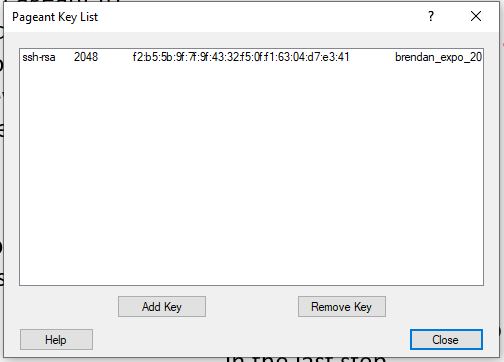 Pageant Key List
ssh-rsa 2048 f2:b5:5b:9f:7f:9f:43:32:f5:0f:f1:63:04:d7:e3:41 brendan_expo_20
Add Key Remove Key
Help Close
in the last step